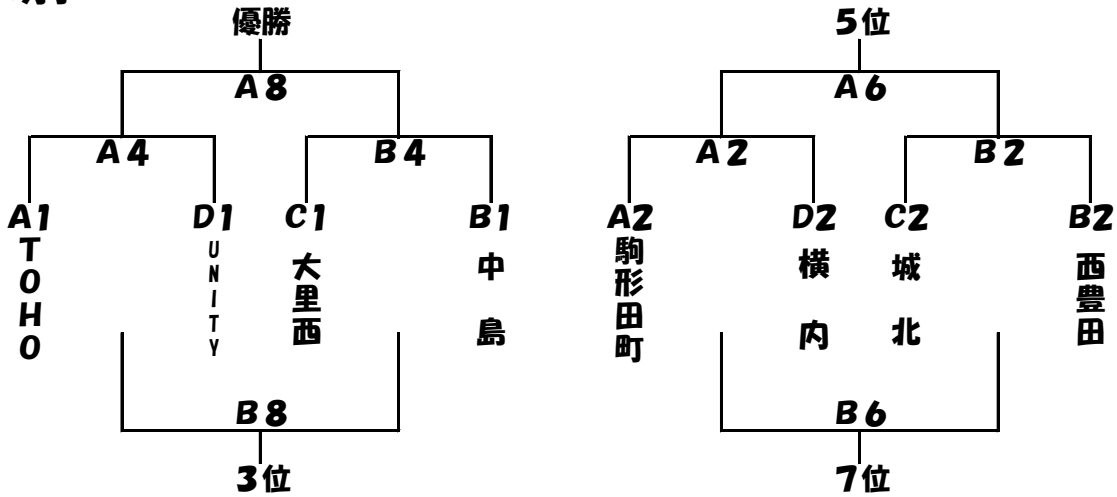 優勝 5位
A8 A6
A4 B4 A2 B2
A1 D1 C1 B1 A2 D2 C2 B2
TOHO
UNITY
大里西
中島
駒形田町
横内
城北
西豊田
B8 B6
3位 7位